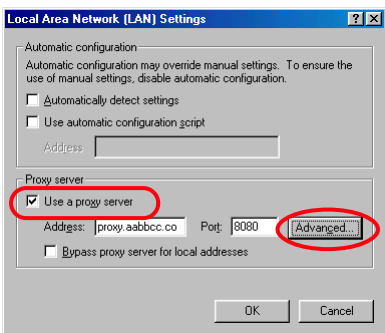 Local Area Network (LAN) Settings
Automatic configuration
Automatic configuration may override manual settings. To ensure the
use of manual settings, disable automatic configuration.
Automatically detect settings
Use automatic configuration script
Address
Proxy server
Use a proxy server
Address: proxy.aabbcc.co Port: 8080 Advanced...
Bypass proxy server for local addresses
OK Cancel